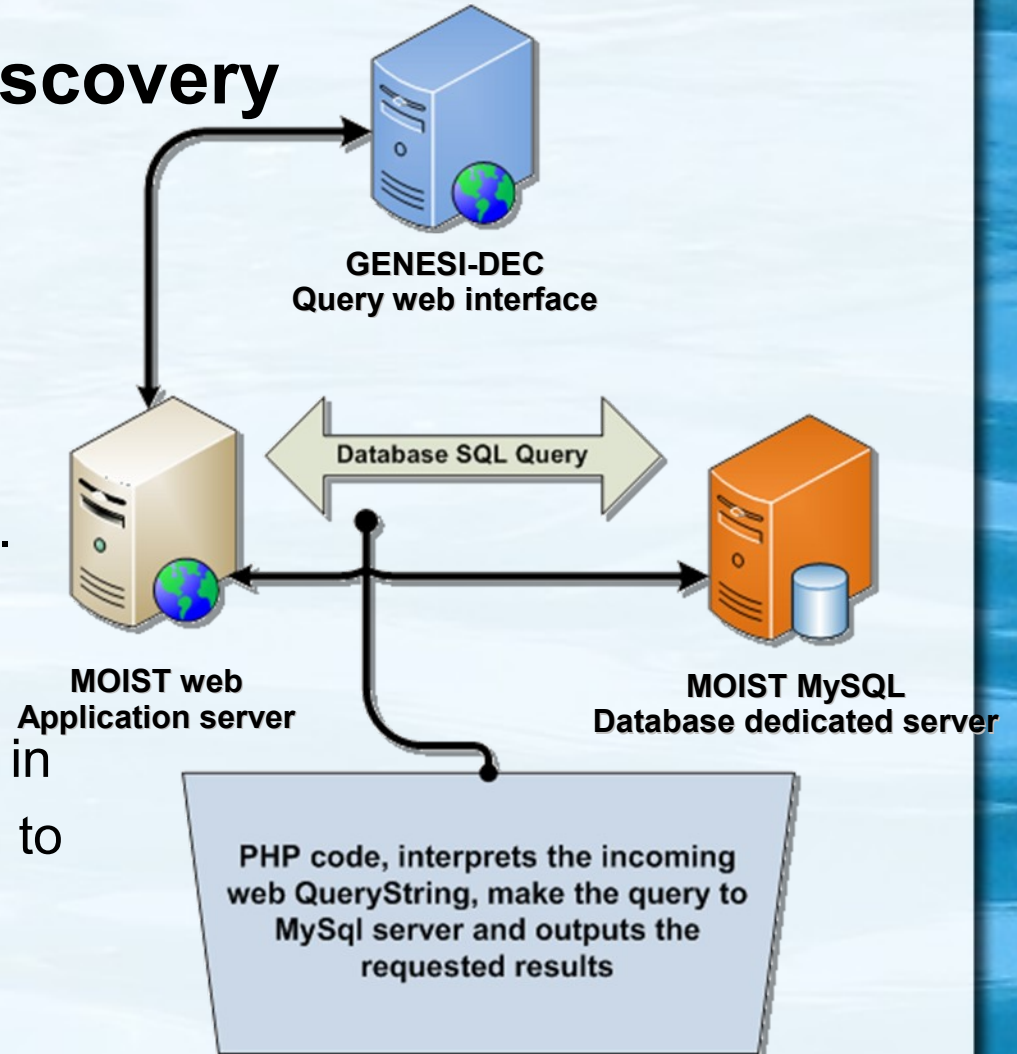 scovery
GENESI-DEC
Query web interface
Database SQL Query
.
MOIST web
Application server
MOIST MySQL
Database dedicated server
in
to
PHP code, interprets the incoming
web QueryString, make the query to
MySql server and outputs the
requested results